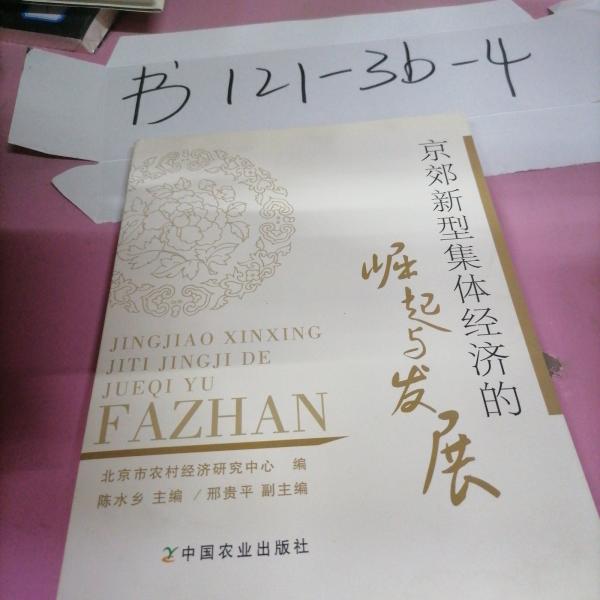 书 121-3b-4
京郊新型集体经济的
崛起与发展
JINGJIAO XINXING
JITI JINGJI DE
JUEQI YU
FAZHAN
北京市农村经济研究中心 编
陈水乡 主编 / 邢贵平 副主编
中国农业出版社